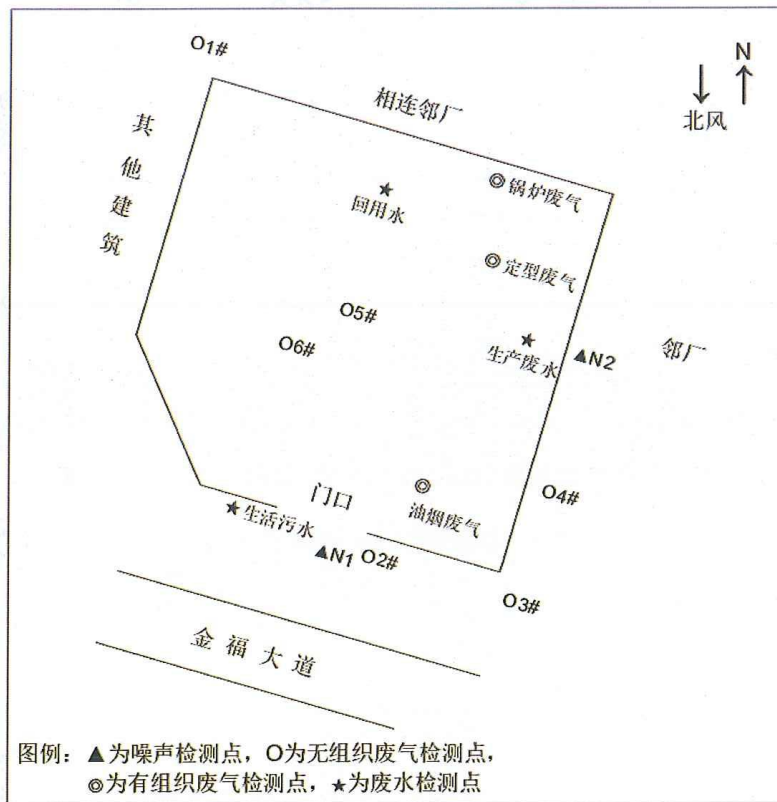 O1#
N
北风
相连邻厂
其他建筑
◎锅炉废气
★
回用水
◎定型废气
O5#
O6#
★
生产废水
▲N2
邻厂
◎
油烟废气
O4#
门口
★生活污水
▲N1
O2#
O3#
金福大道
图例：▲为噪声检测点，O为无组织废气检测点，
◎为有组织废气检测点，★为废水检测点